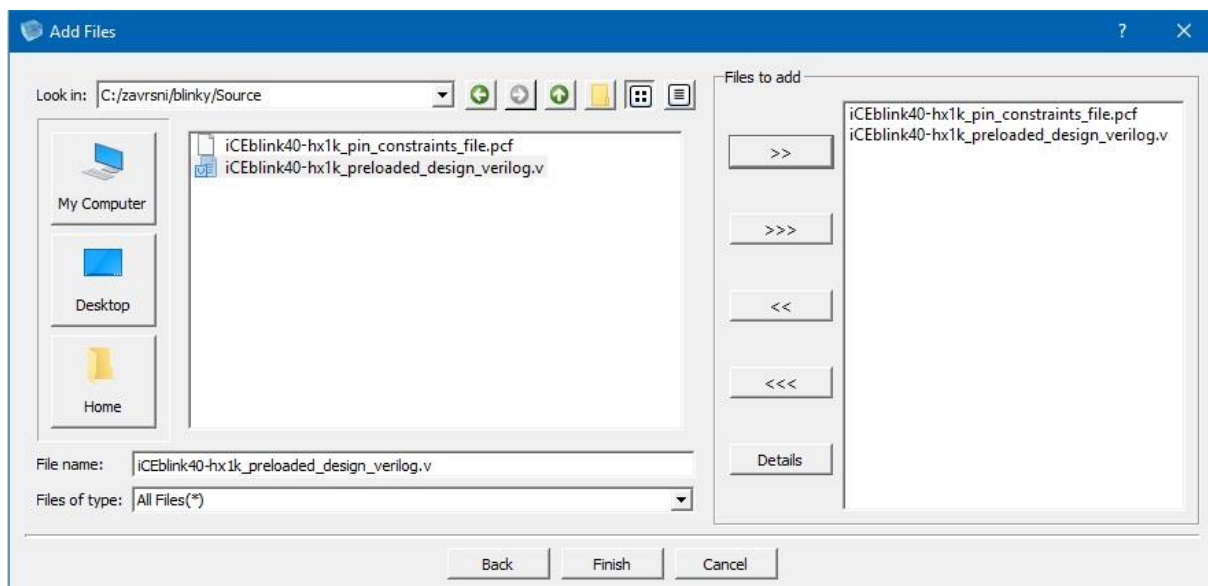 Add Files
?
Look in: C:/zavrsni/blinky/Source
My Computer
Desktop
Home
iCEblink40-hx1k_pin_constraints_file.pcf
iCEblink40-hx1k_preloaded_design_verilog.v
File name: iCEblink40-hx1k_preloaded_design_verilog.v
Files of type: All Files(*)
>>
>>>
<<
<<<
Details
Files to add
iCEblink40-hx1k_pin_constraints_file.pcf
iCEblink40-hx1k_preloaded_design_verilog.v
Back Finish Cancel